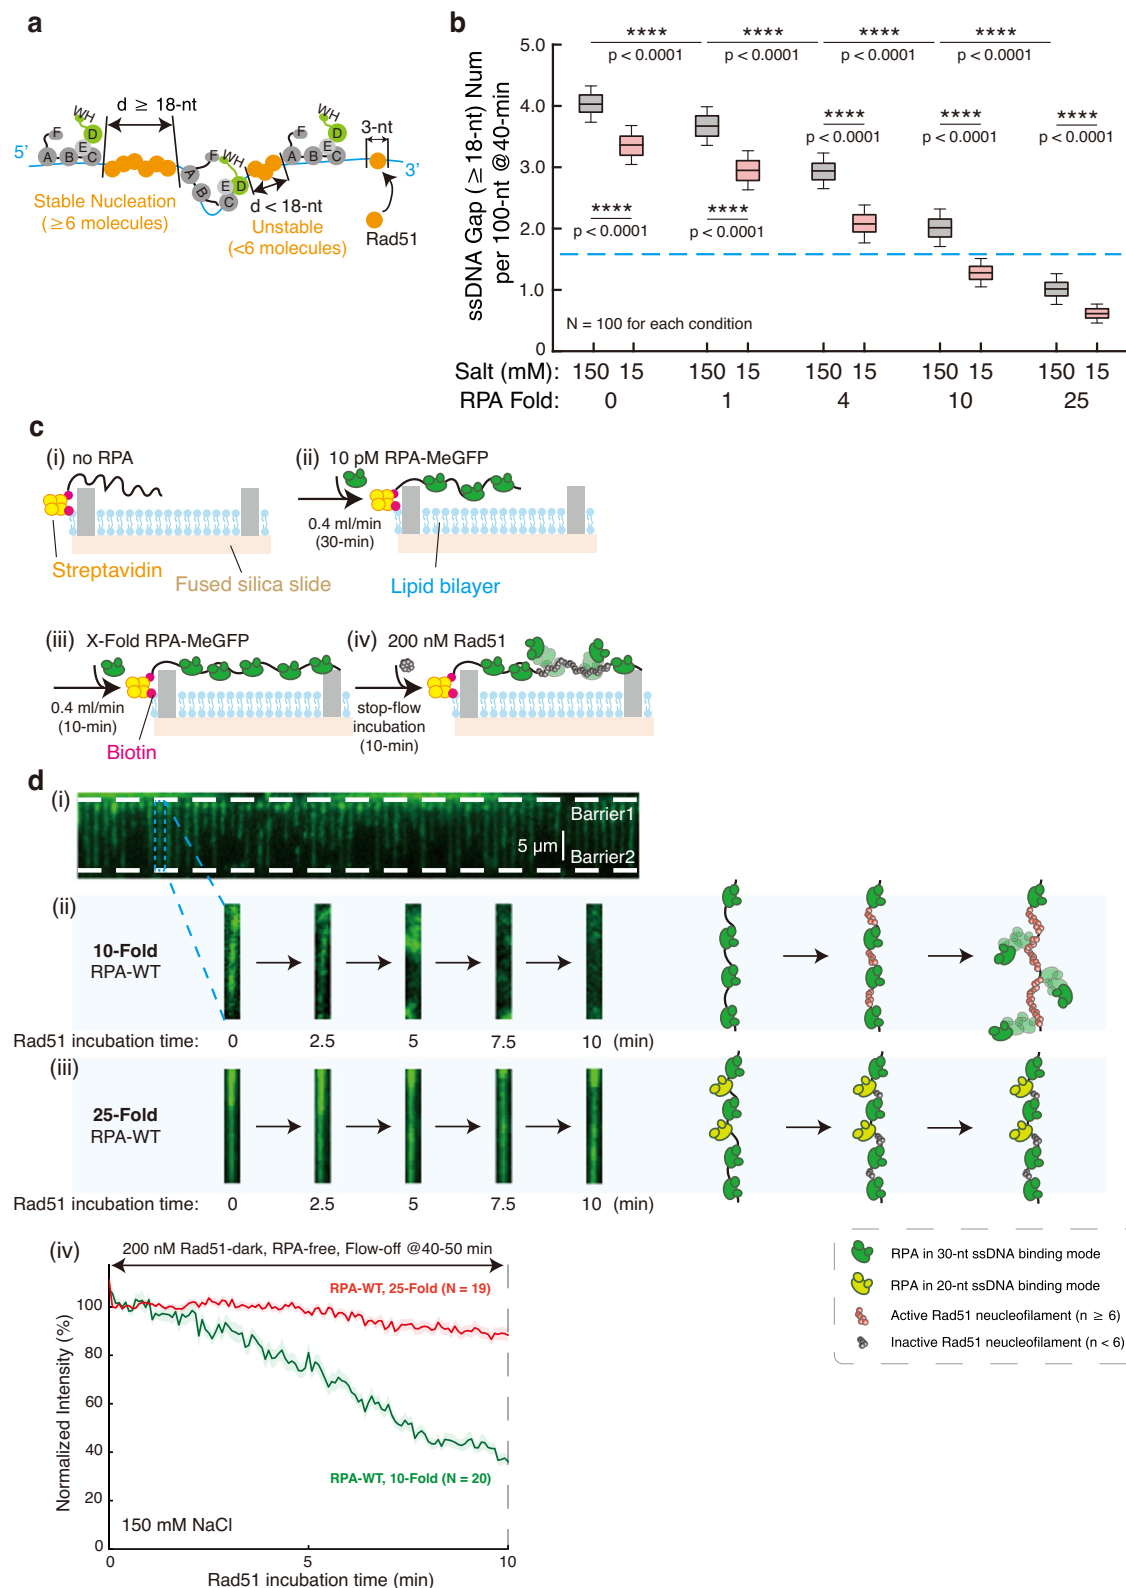 a
d ≥ 18-nt
WH
F
D
E
A B C
5'
Stable Nucleation
(≥6 molecules)
F WH
A
B
C
E D
d < 18-nt
Unstable
(<6 molecules)
WH
F
D
E
A B C
3-nt
3'
Rad51
b
ssDNA Gap (≥18-nt) Num
per 100-nt @40-min
5.0
4.0
3.0
2.0
1.0
0
**** **** **** ****
p < 0.0001 p < 0.0001 p < 0.0001 p < 0.0001
**** **** ****
p < 0.0001 p < 0.0001 p < 0.0001
**** ****
p < 0.0001 p < 0.0001
N = 100 for each condition
Salt (mM): 150 15 150 15 150 15 150 15 150 15
RPA Fold: 0 1 4 10 25
c
(i) no RPA
Streptavidin
Fused silica slide
(ii) 10 pM RPA-MeGFP
0.4 ml/min
(30-min)
Lipid bilayer
(iii) X-Fold RPA-MeGFP
0.4 ml/min
(10-min)
Biotin
(iv) 200 nM Rad51
stop-flow
incubation
(10-min)
d
(i)
Barrier1
5 µm
Barrier2
(ii)
10-Fold
RPA-WT
Rad51 incubation time: 0 2.5 5 7.5 10 (min)
(iii)
25-Fold
RPA-WT
Rad51 incubation time: 0 2.5 5 7.5 10 (min)
RPA in 30-nt ssDNA binding mode
RPA in 20-nt ssDNA binding mode
Active Rad51 neucleofilament (n ≥ 6)
Inactive Rad51 neucleofilament (n < 6)
(iv)
200 nM Rad51-dark, RPA-free, Flow-off @40-50 min
RPA-WT, 25-Fold (N = 19)
RPA-WT, 10-Fold (N = 20)
150 mM NaCl
Normalized Intensity (%)
100
80
60
40
20
0
0 5 10
Rad51 incubation time (min)